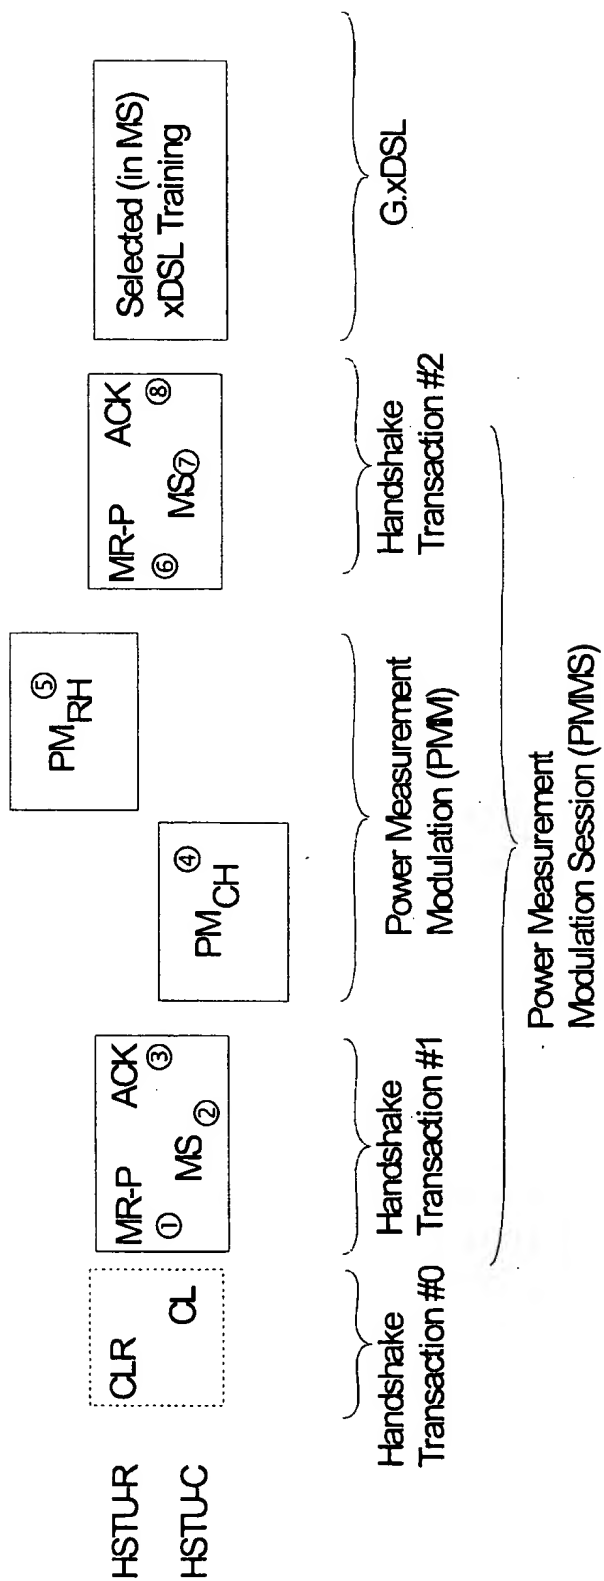 HSTU-R
HSTU-C
CLR
CL
MR-P ACK
① MS ② ③
PM CH ④
PM RH ⑤
MR-P ACK
⑥ MS ⑦ ⑧
Selected (in MS)
xDSL Training
Handshake
Transaction #0
Handshake
Transaction #1
Power Measurement
Modulation (PMM)
Handshake
Transaction #2
G.xDSL
Power Measurement
Modulation Session (PMMS)